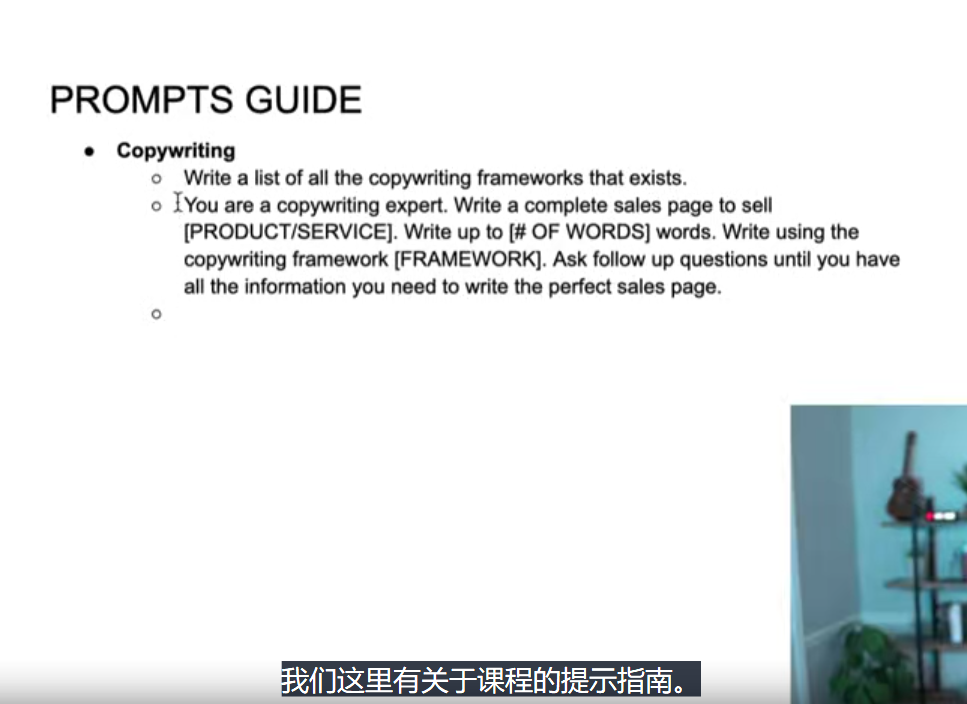 PROMPTS GUIDE
● Copywriting
○ Write a list of all the copywriting frameworks that exists.
○ You are a copywriting expert. Write a complete sales page to sell
[PRODUCT/SERVICE]. Write up to [# OF WORDS] words. Write using the
copywriting framework [FRAMEWORK]. Ask follow up questions until you have
all the information you need to write the perfect sales page.
○
我们这里有关于课程的提示指南。